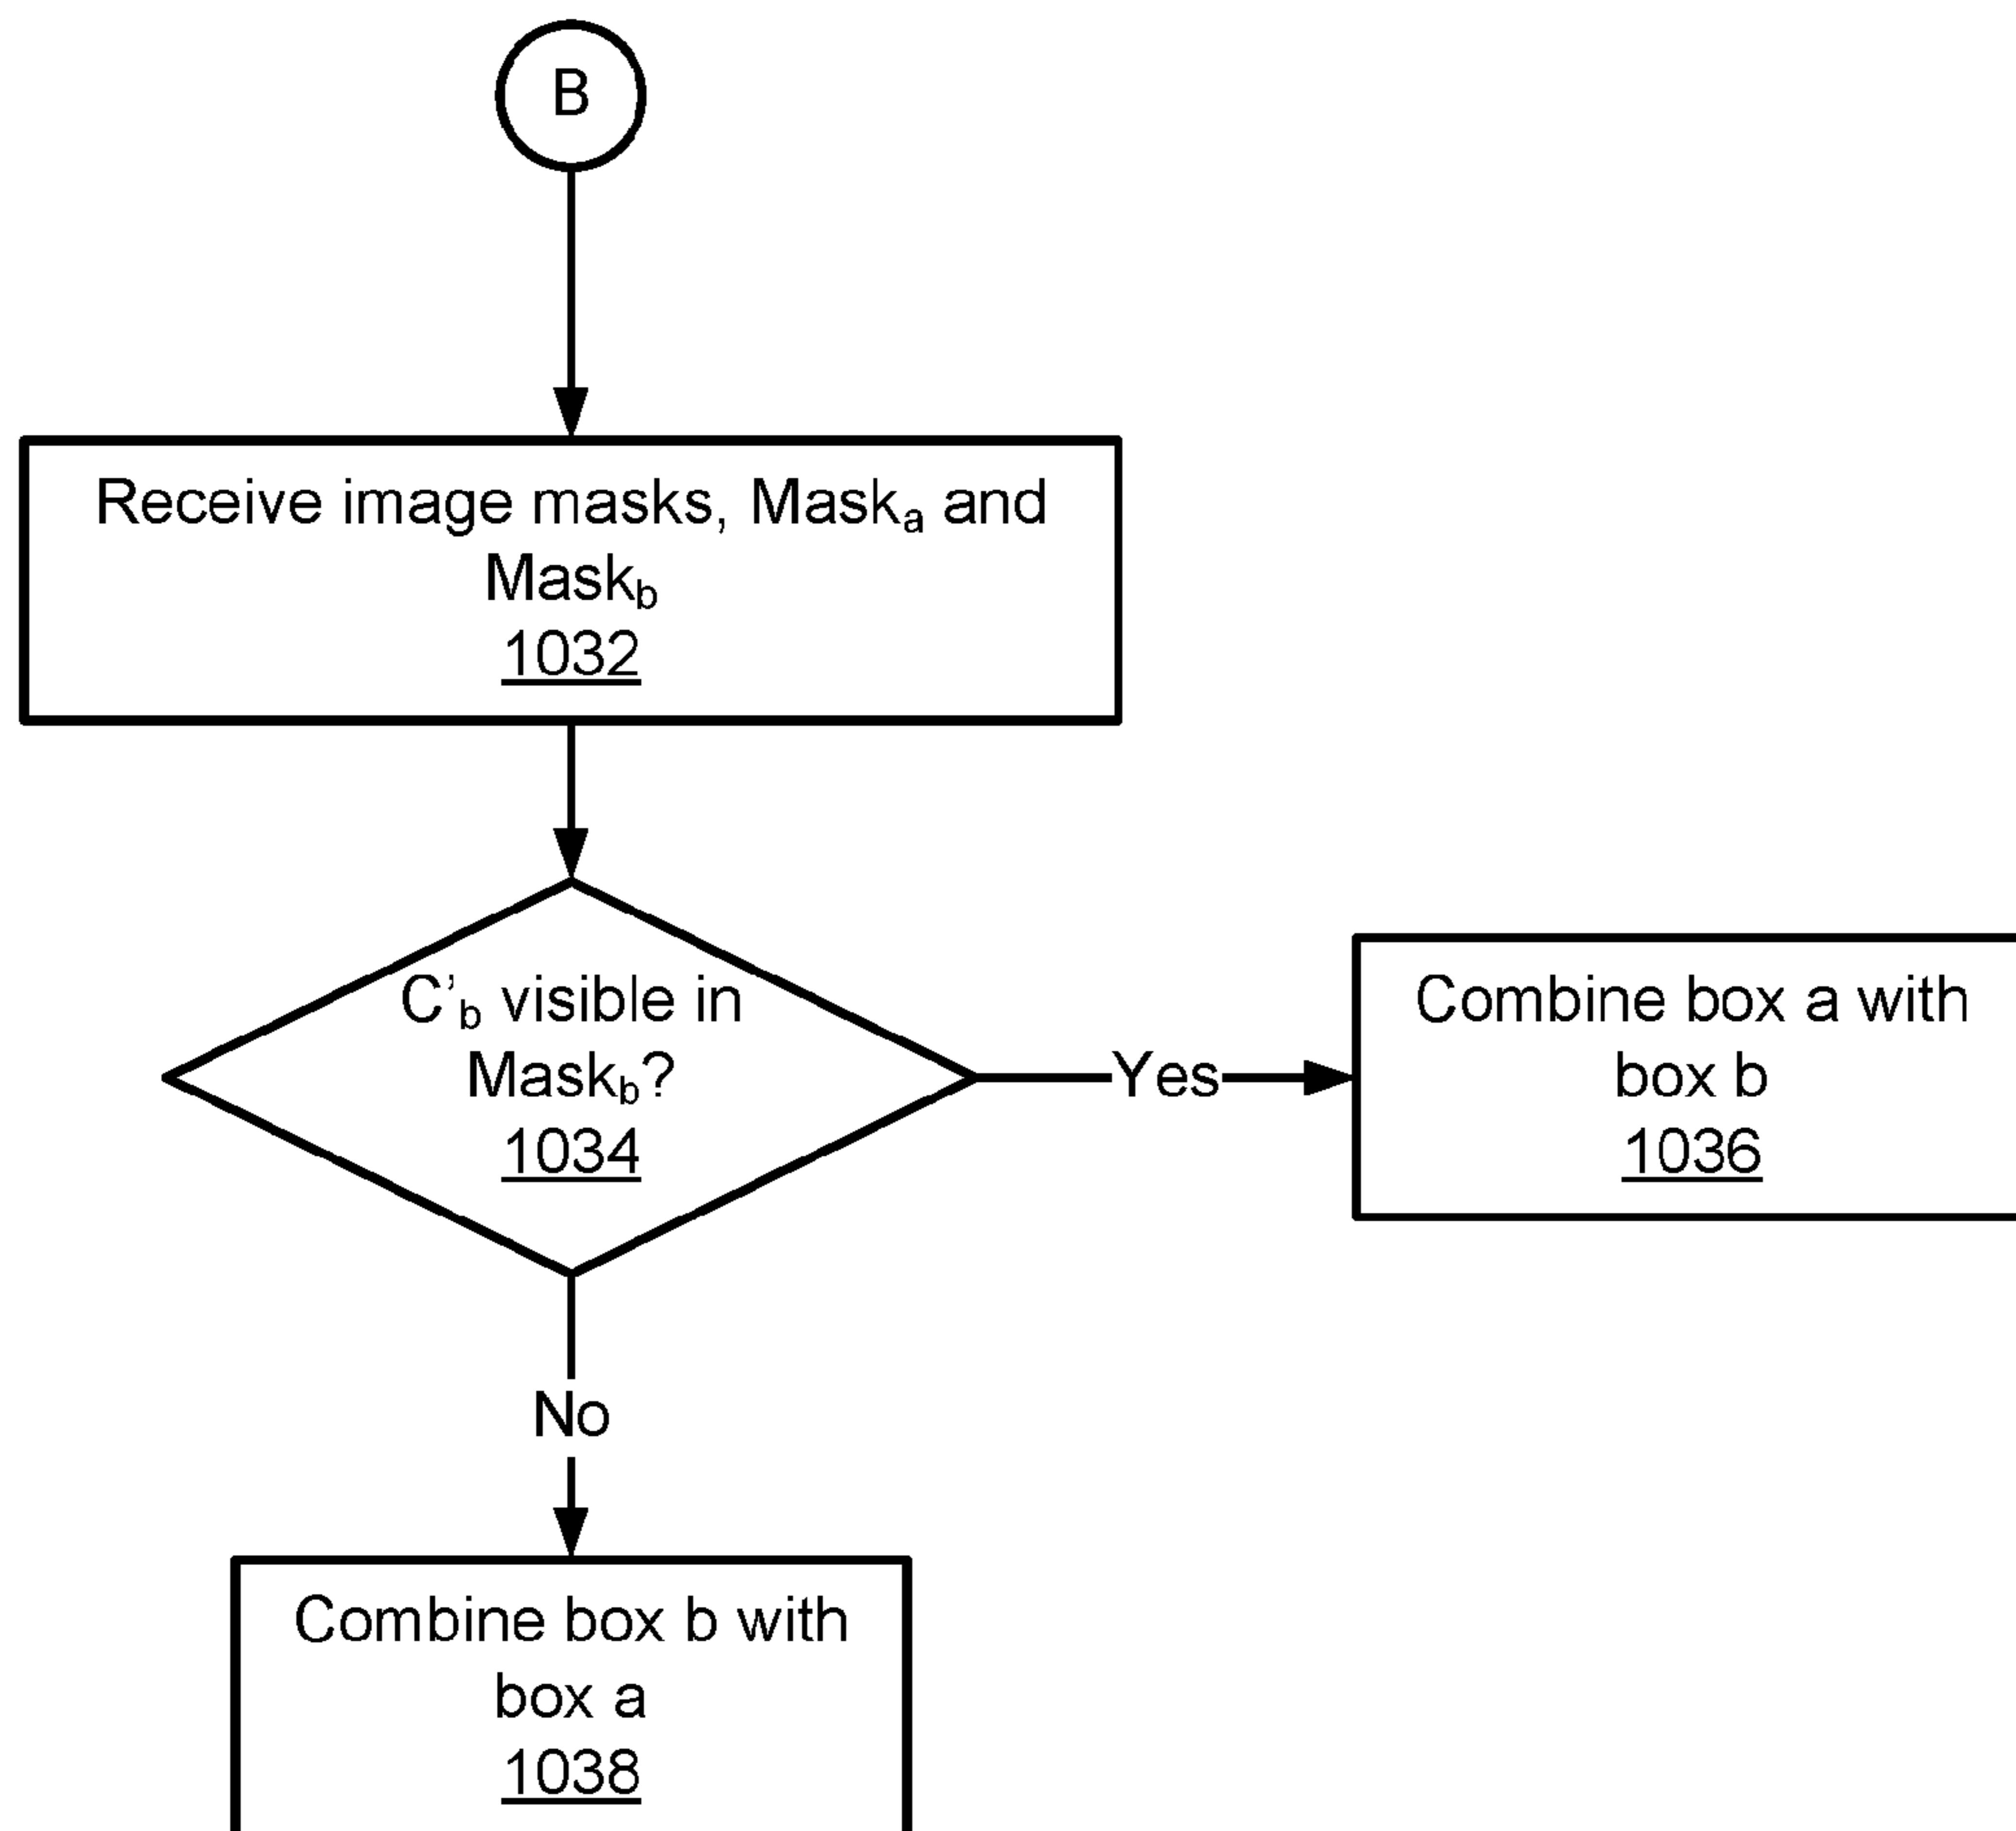 B
Receive image masks, Maskₐ and
Mask_b
1032
C’_b visible in
Mask_b?
1034
Yes
Combine box a with
box b
1036
No
Combine box b with
box a
1038